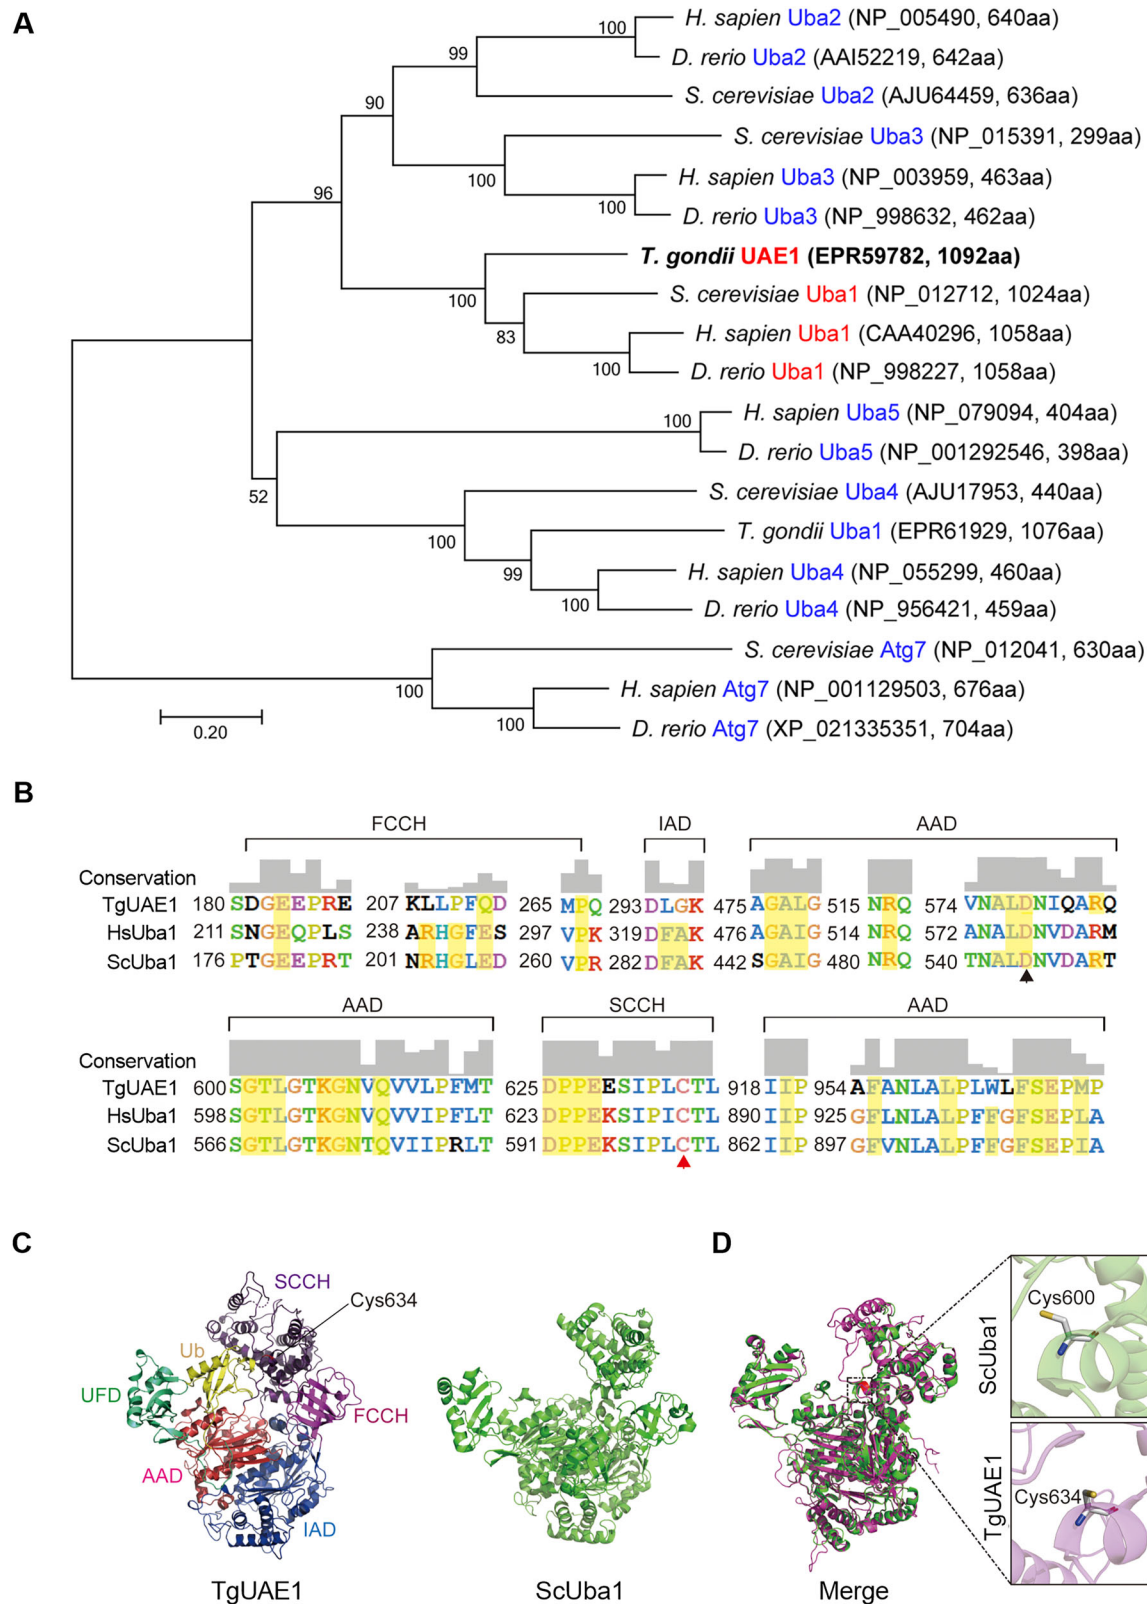 A
H. sapien Uba2 (NP_005490, 640aa)
100
D. rerio Uba2 (AAI52219, 642aa)
99
S. cerevisiae Uba2 (AJU64459, 636aa)
90
S. cerevisiae Uba3 (NP_015391, 299aa)
100
H. sapien Uba3 (NP_003959, 463aa)
100
D. rerio Uba3 (NP_998632, 462aa)
96
T. gondii UAE1 (EPR59782, 1092aa)
100
S. cerevisiae Uba1 (NP_012712, 1024aa)
83
H. sapien Uba1 (CAA40296, 1058aa)
100
D. rerio Uba1 (NP_998227, 1058aa)
H. sapien Uba5 (NP_079094, 404aa)
100
D. rerio Uba5 (NP_001292546, 398aa)
52
S. cerevisiae Uba4 (AJU17953, 440aa)
100
T. gondii Uba1 (EPR61929, 1076aa)
99
H. sapien Uba4 (NP_055299, 460aa)
100
D. rerio Uba4 (NP_956421, 459aa)
S. cerevisiae Atg7 (NP_012041, 630aa)
100
H. sapien Atg7 (NP_001129503, 676aa)
100
D. rerio Atg7 (XP_021335351, 704aa)
0.20
B
FCCH IAD AAD
Conservation
TgUAE1 180 SDGEEPRE 207 KLLPFQD 265 MPQ 293 DLGK 475 AGALG 515 NRQ 574 VNALDNIQARQ
HsUba1 211 SNGEQPLS 238 ARHGFES 297 VPK 319 DFAK 476 AGAIG 514 NRQ 572 ANALDNVDARM
ScUba1 176 PTGEEPRT 201 NRHGLED 260 VPR 282 DFAK 442 SGAIG 480 NRQ 540 TNALDNVDART
AAD SCCH AAD
Conservation
TgUAE1 600 SGTLGTKGNVQVVLPFMT 625 DPPEESIPLCTL 918 IIP 954 AFANLALPLWLFSEPMP
HsUba1 598 SGTLGTKGNVQVVIPFLT 623 DPPEKSIPICTL 890 IIP 925 GFLNLALPFFGFSEPLA
ScUba1 566 SGTLGTKGNTQVIIPRLT 591 DPPEKSIPLCTL 862 IIP 897 GFVNLALPFFGFSEPIA
C
SCCH
Cys634
Ub
UFD
FCCH
AAD
IAD
TgUAE1
ScUba1
D
Cys600
ScUba1
Cys634
TgUAE1
Merge